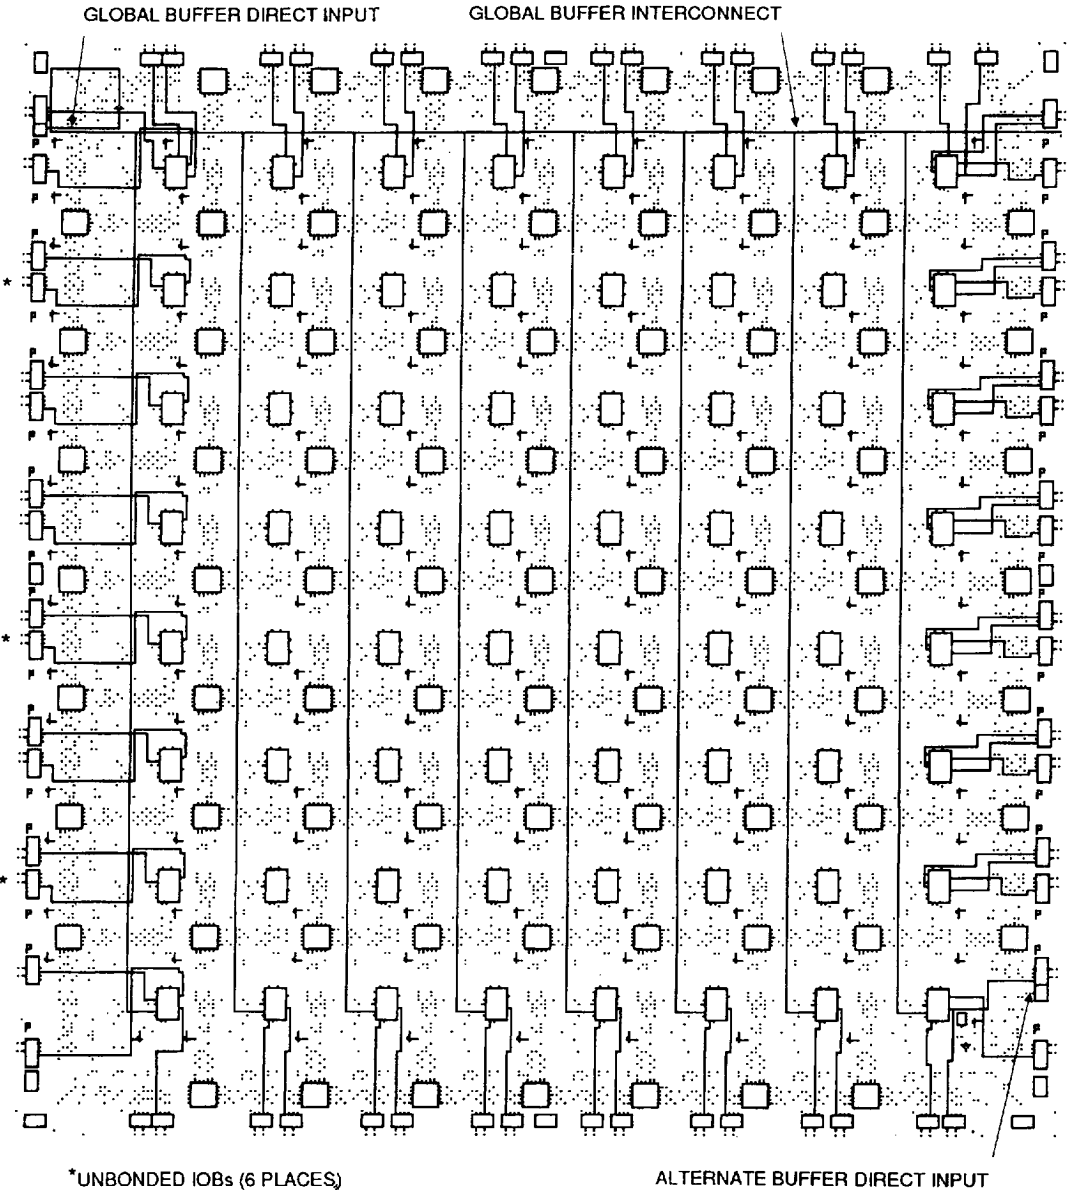 GLOBAL BUFFER DIRECT INPUT
GLOBAL BUFFER INTERCONNECT
*
*
*
*UNBONDED IOBs (6 PLACES)
ALTERNATE BUFFER DIRECT INPUT